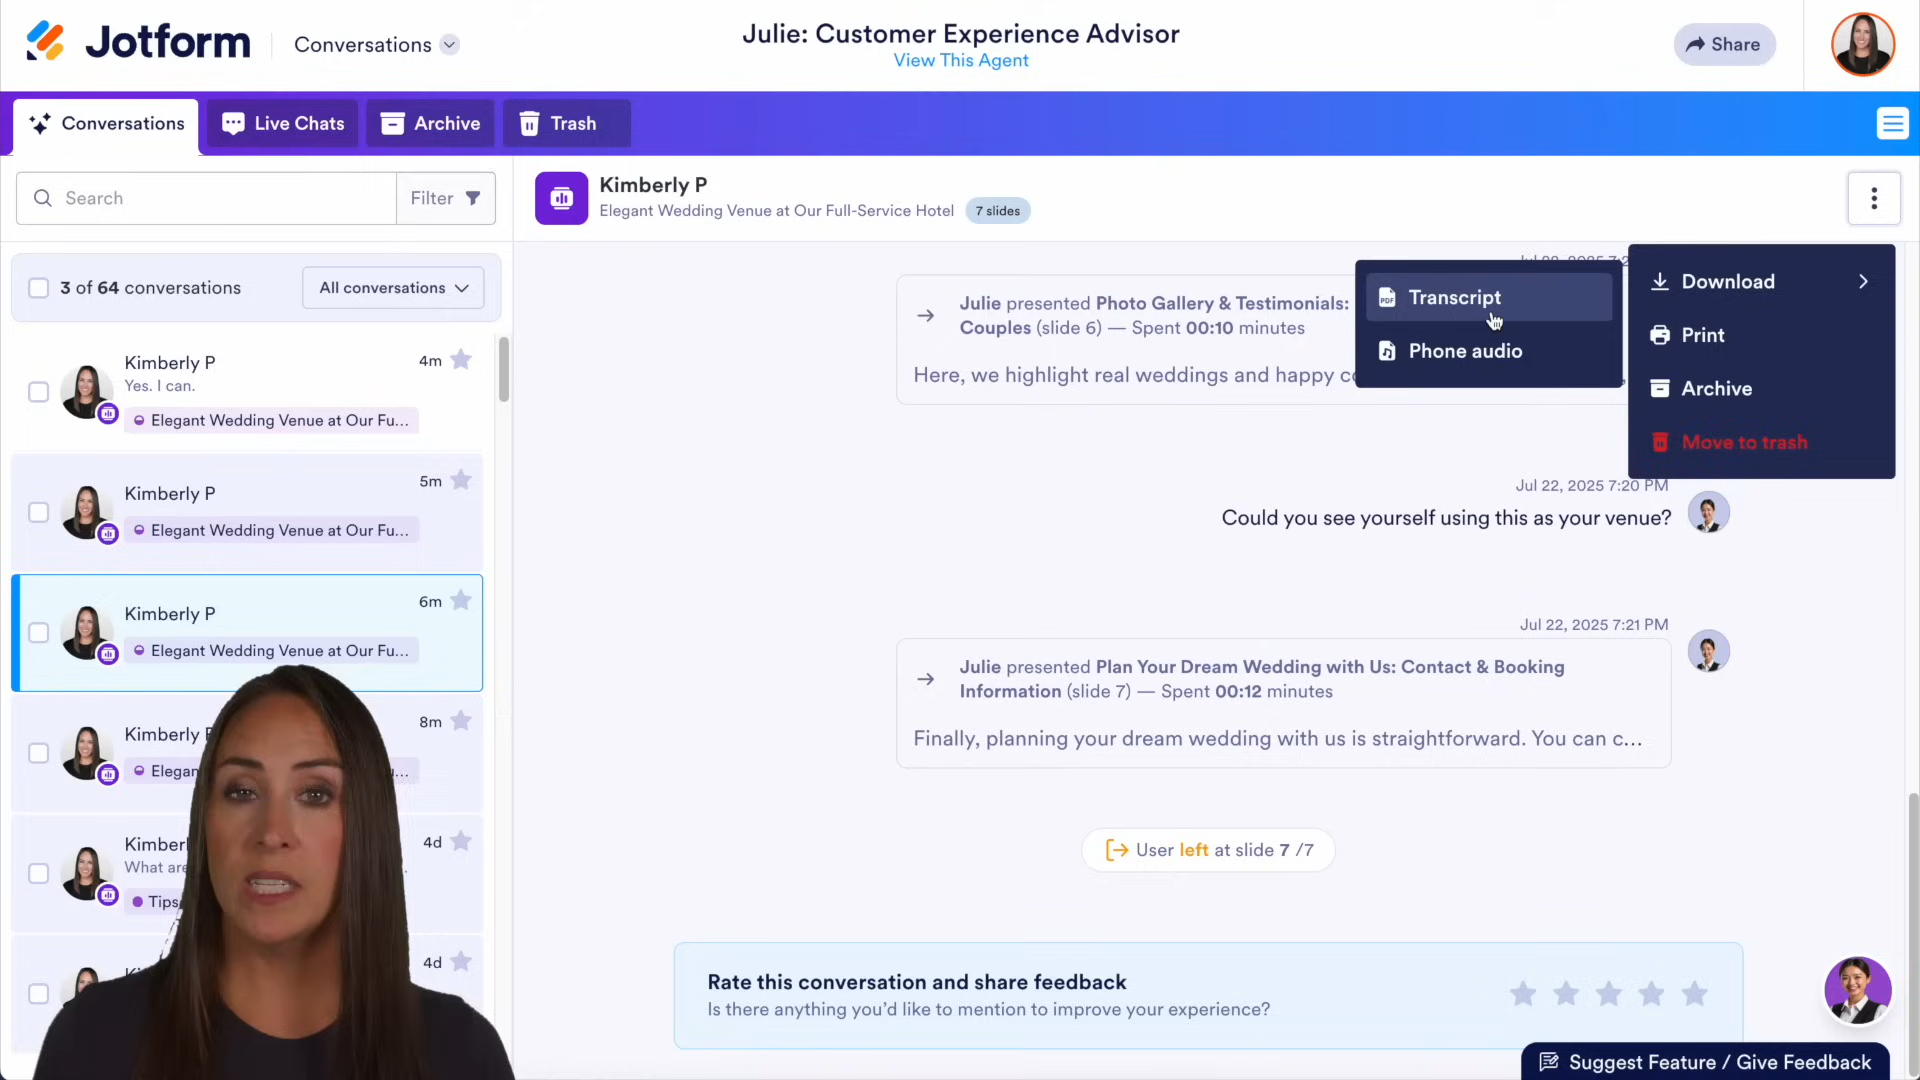 Jotform
Conversations
Julie: Customer Experience Advisor
View This Agent
Share
Conversations
Live Chats
Archive
Trash
Search
Filter
Kimberly P
Elegant Wedding Venue at Our Full-Service Hotel
7 slides
3 of 64 conversations
All conversations
Kimberly P
4m
Yes. I can.
Elegant Wedding Venue at Our Fu...
Kimberly P
5m
Elegant Wedding Venue at Our Fu...
Kimberly P
6m
Elegant Wedding Venue at Our Fu...
Kimberly
8m
Kimberl
4d
What are
Tips
4d
Julie presented Photo Gallery & Testimonials:
Couples (slide 6) — Spent 00:10 minutes
Here, we highlight real weddings and happy
PDF
Transcript
Phone audio
Download
Print
Archive
Move to trash
Jul 22, 2025 7:20 PM
Could you see yourself using this as your venue?
Jul 22, 2025 7:21 PM
Julie presented Plan Your Dream Wedding with Us: Contact & Booking
Information (slide 7) — Spent 00:12 minutes
Finally, planning your dream wedding with us is straightforward. You can c...
User left at slide 7 /7
Rate this conversation and share feedback
Is there anything you'd like to mention to improve your experience?
Suggest Feature / Give Feedback